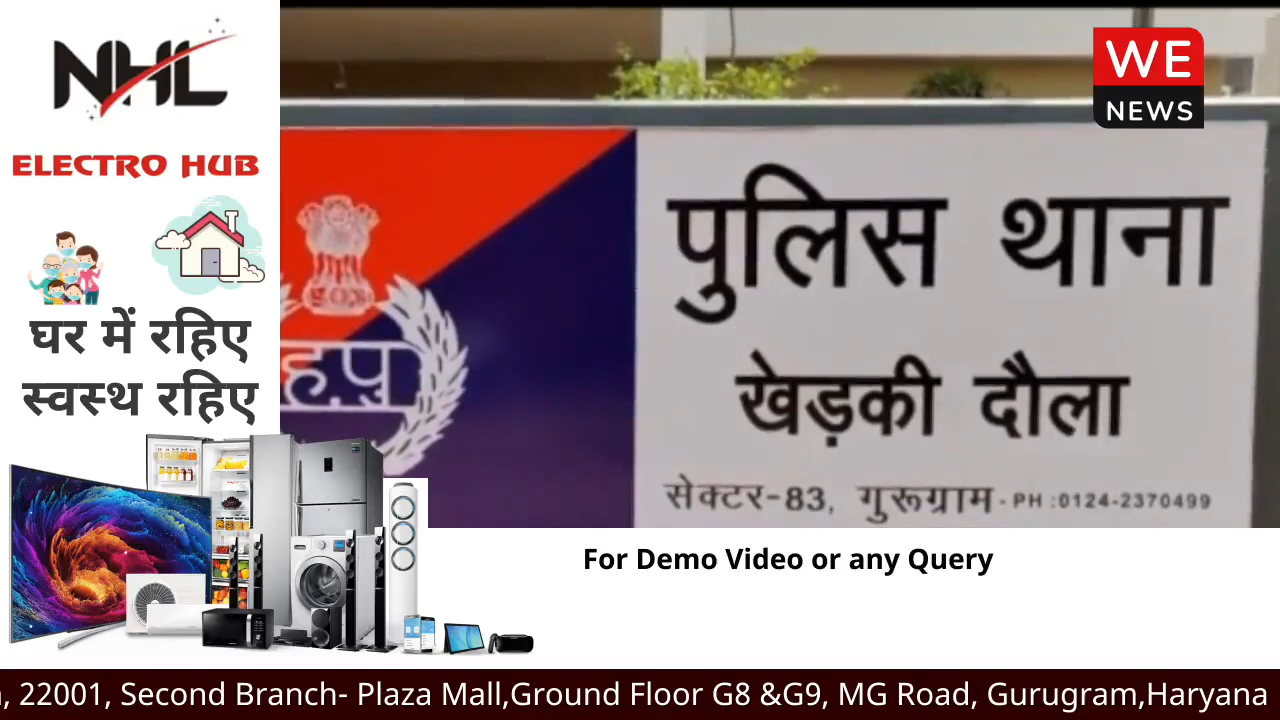 NHL
ELECTRO HUB
घर में रहिए
स्वस्थ रहिए
WE
NEWS
पुलिस थाना
खेड़की दौला
सेक्टर-83, गुरूग्राम - PH :0124-2370499
ह.पु
For Demo Video or any Query
, 22001, Second Branch- Plaza Mall,Ground Floor G8 &G9, MG Road, Gurugram,Haryana